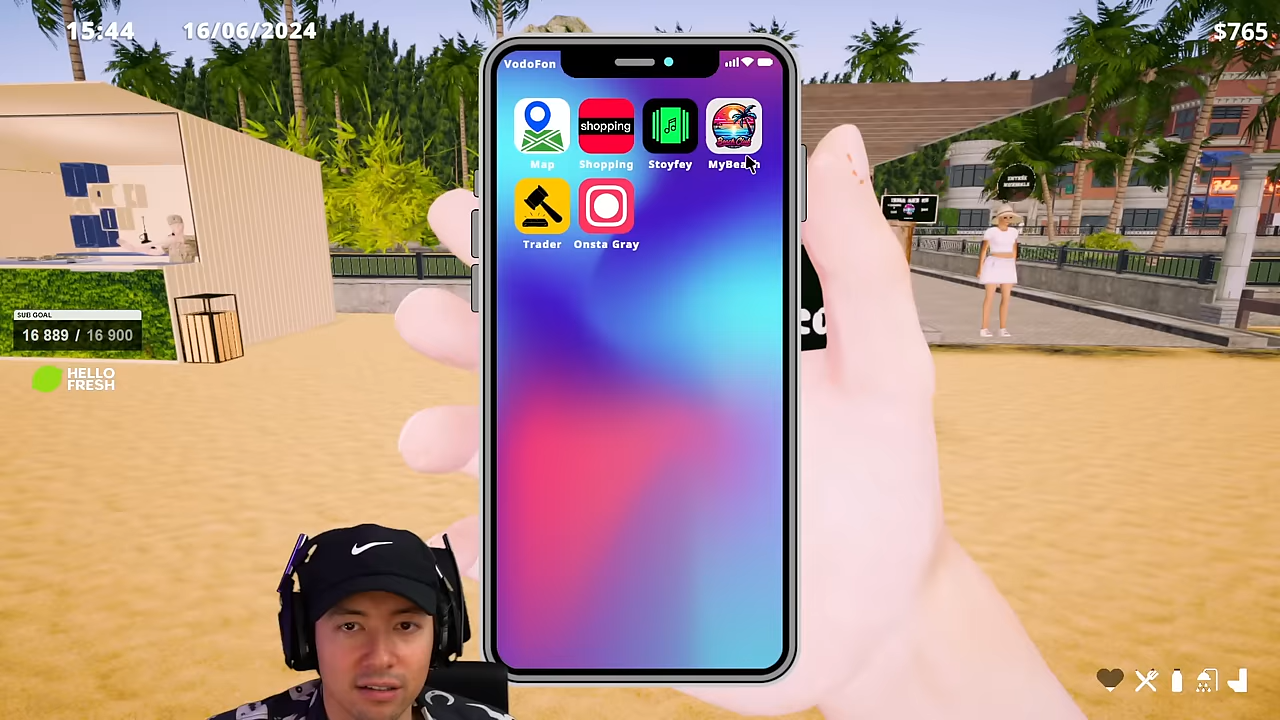 15:44
16/06/2024
$765
VodoFon
shopping
Map
Shopping
Stoyfey
Trader
Onsta Gray
SUB GOAL
16 889 / 16 900
HELLO
FRESH